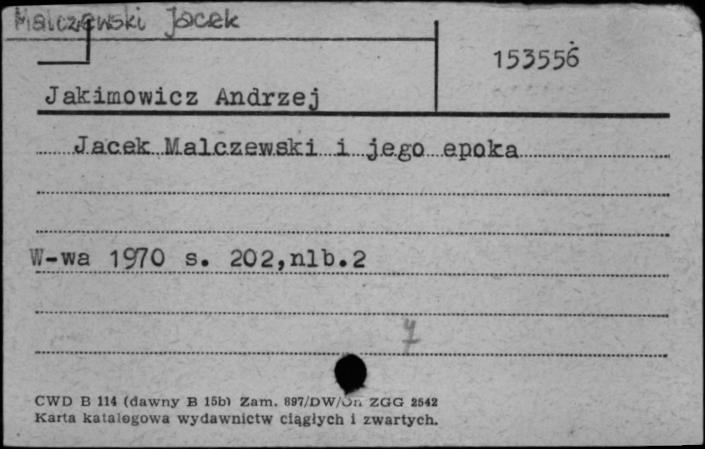 Malczewski Jacek
153556
Jakimowicz Andrzej
Jacek Malczewski i jego epoka
W-wa 1970 s. 202,nlb.2
4
CWD B 114 (dawny B 15b) Zam. 897/DW/ ZGG 2542
Karta katalogowa wydawnictw ciągłych i zwartych.